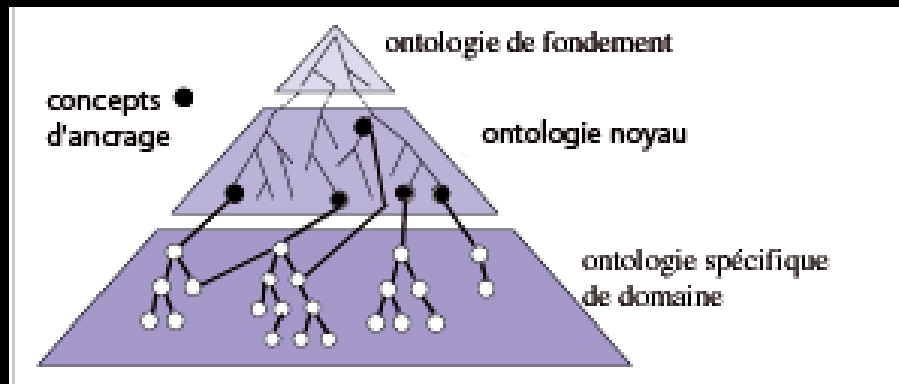 ontologie de fondement
concepts
d'ancrage
ontologie noyau
ontologie spécifique
de domaine